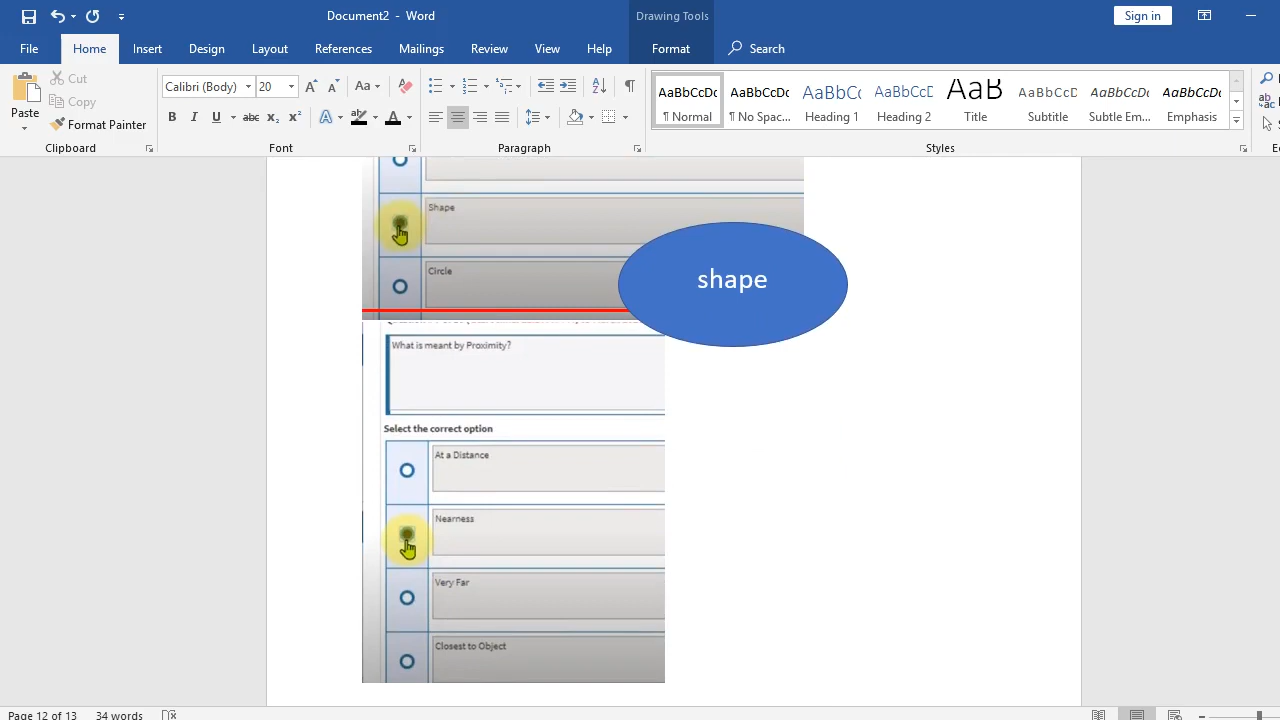 Document2 - Word
Drawing Tools
Sign in
File Home Insert Design Layout References Mailings Review View Help Format Search
Paste
Cut
Copy
Format Painter
Clipboard
Calibri (Body) 20
Font
Paragraph
AaBbCcDc AaBbCcDc AaBbC( AaBbCcD AaB AaBbCcD AaBbCcDt AaBbCcDt
¶ Normal ¶ No Spac... Heading 1 Heading 2 Title Subtitle Subtle Em... Emphasis
Styles
Shape
shape
Circle
What is meant by Proximity?
Select the correct option
At a Distance
Nearness
Very Far
Closest to Object
Page 12 of 13 34 words